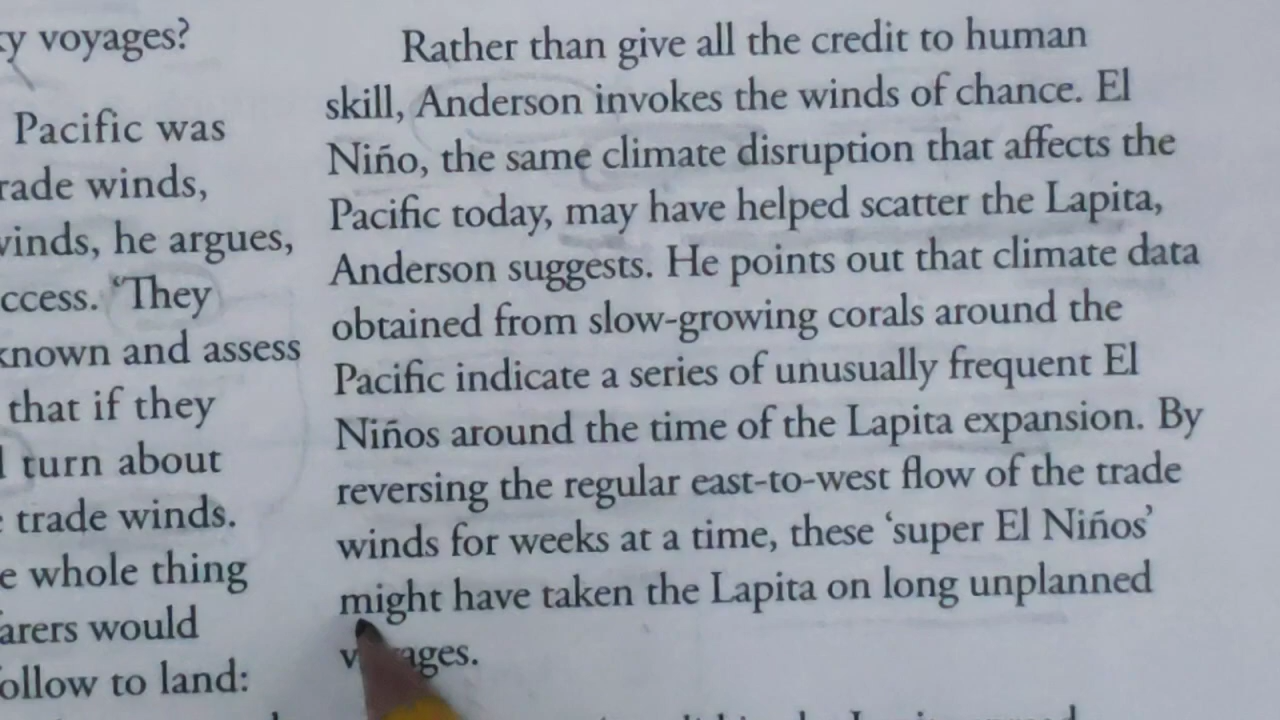 y voyages?
Pacific was
rade winds,
vinds, he argues,
ccess. 'They
known and assess
that if they
turn about
trade winds.
e whole thing
arers would
ollow to land:
Rather than give all the credit to human
skill, Anderson invokes the winds of chance. El
Niño, the same climate disruption that affects the
Pacific today, may have helped scatter the Lapita,
Anderson suggests. He points out that climate data
obtained from slow-growing corals around the
Pacific indicate a series of unusually frequent El
Niños around the time of the Lapita expansion. By
reversing the regular east-to-west flow of the trade
winds for weeks at a time, these 'super El Niños'
might have taken the Lapita on long unplanned